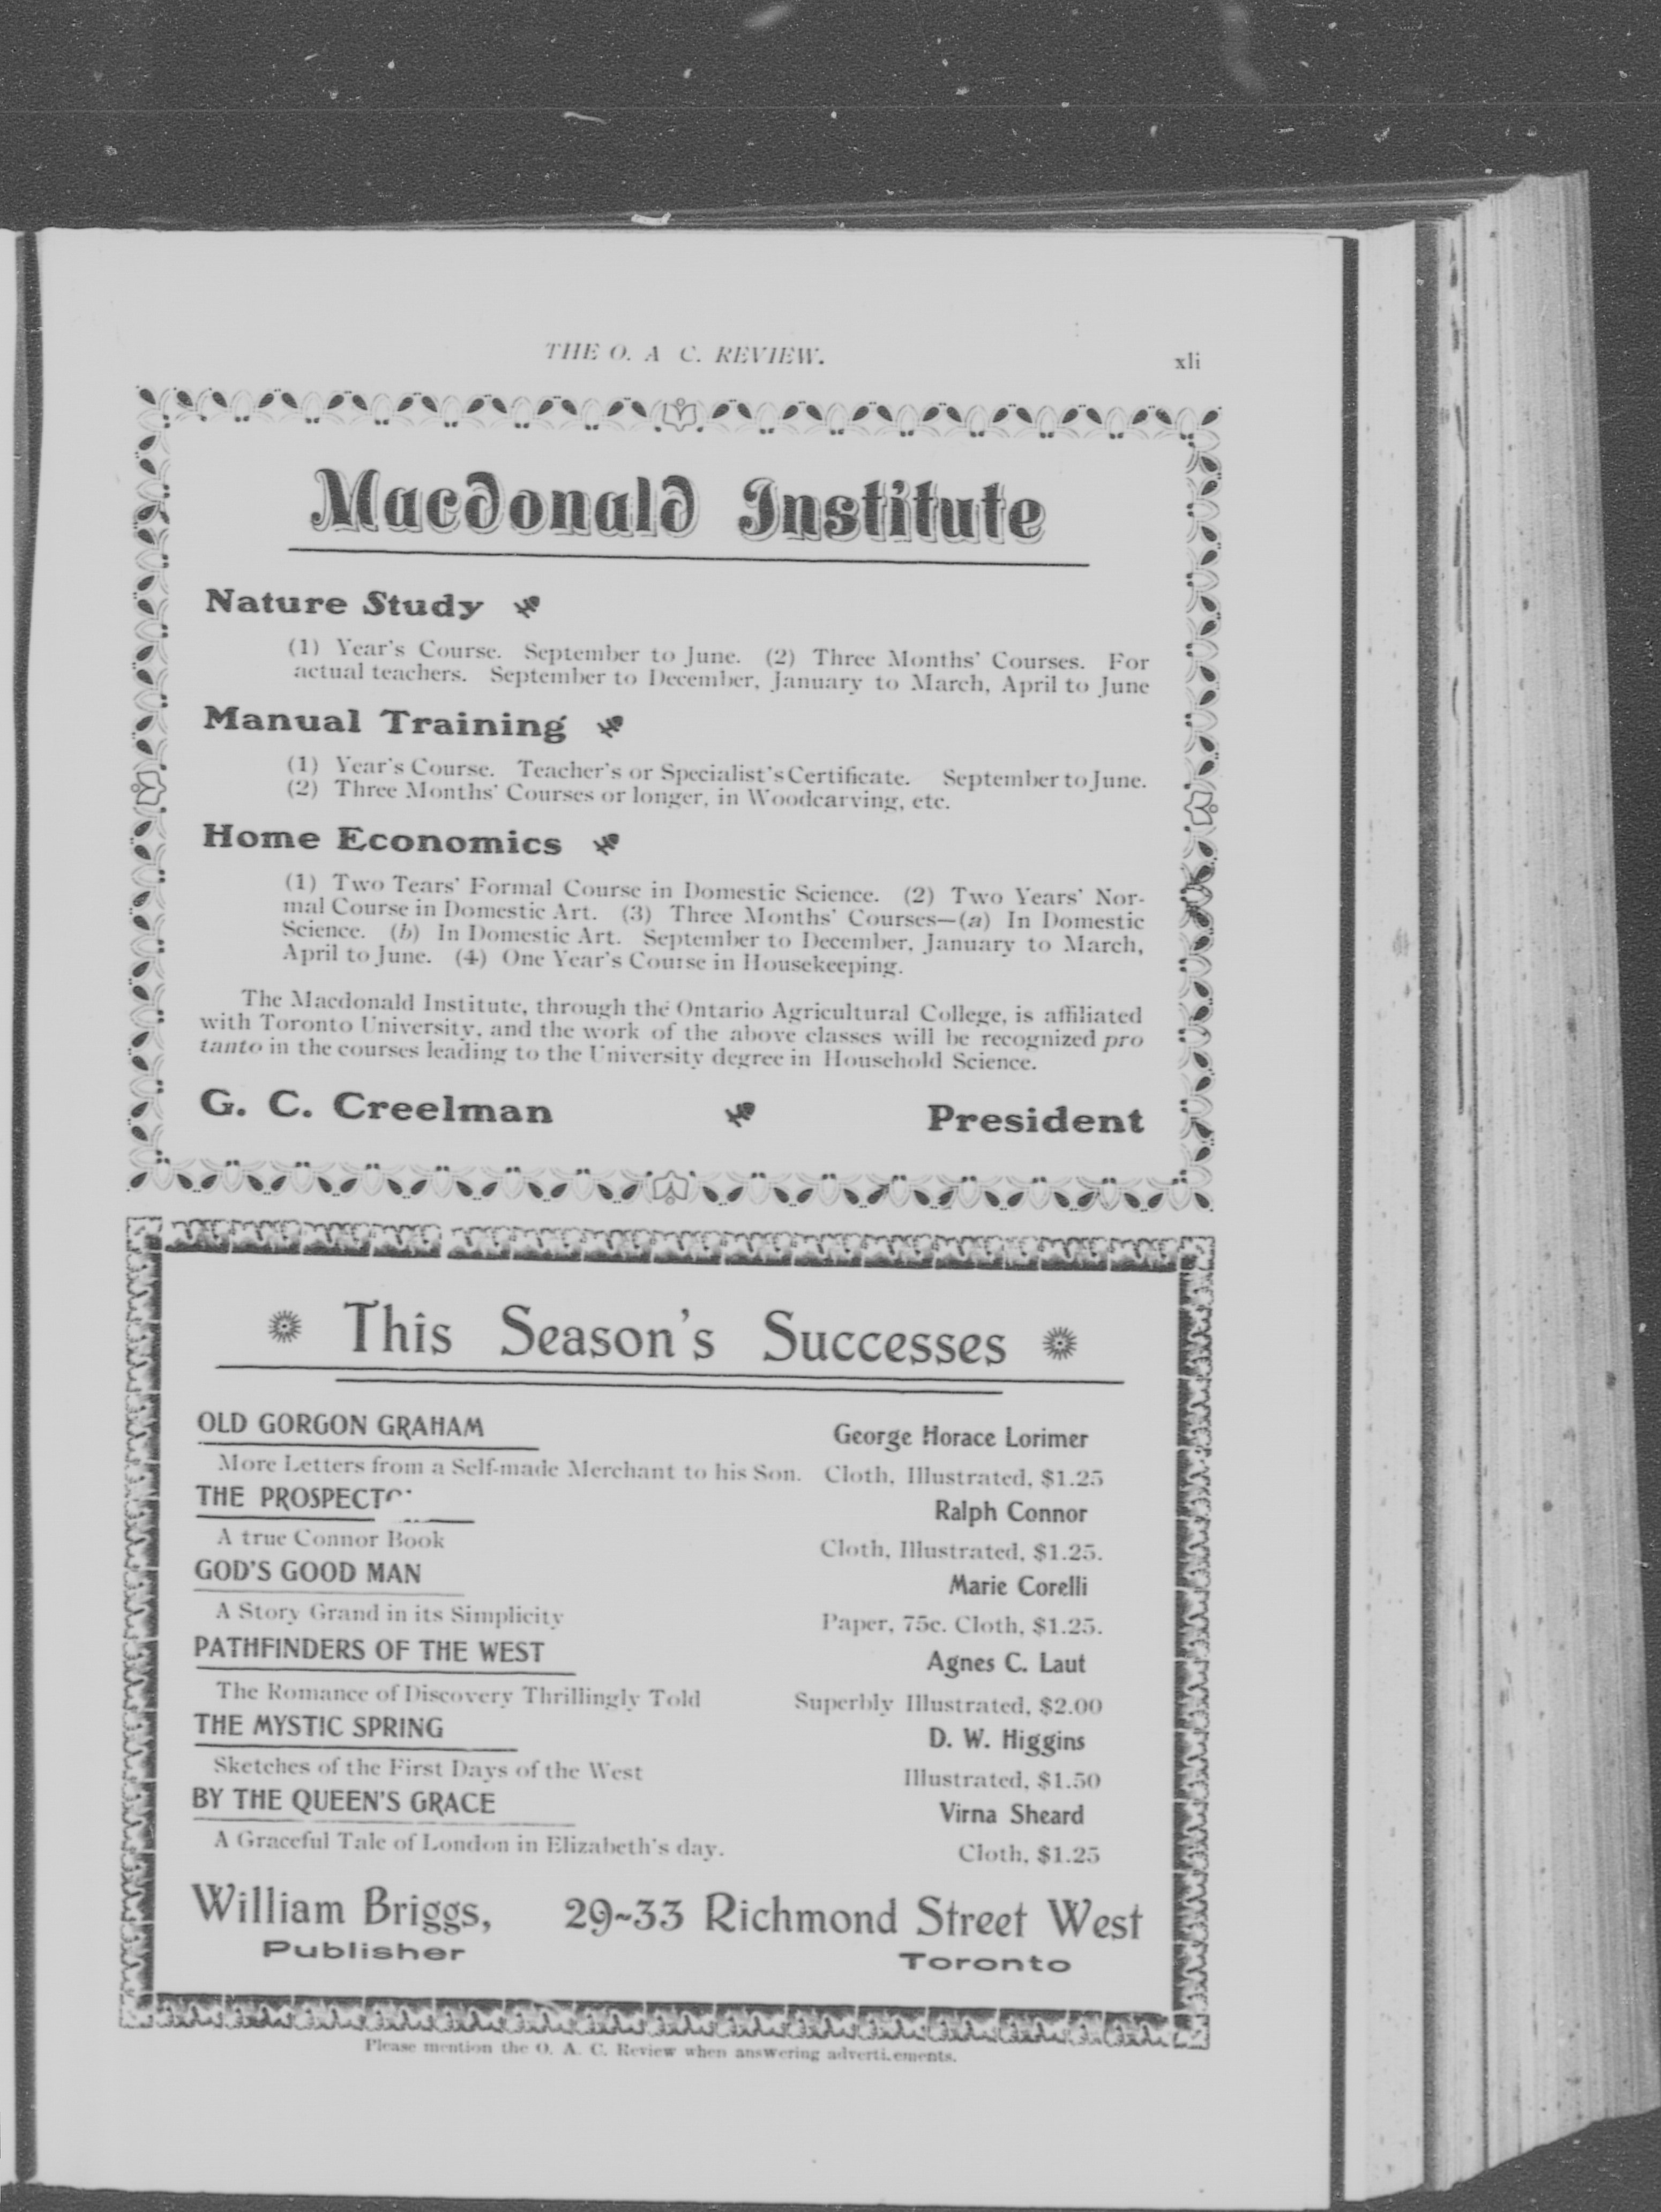 THE O. A C. REVIEW.
xli
Macdonald Institute
Nature Study
(1) Year's Course. September to June. (2) Three Months' Courses. For
actual teachers. September to December, January to March, April to June
Manual Training
(1) Year's Course. Teacher's or Specialist's Certificate. September to June.
(2) Three Months' Courses or longer, in Woodcarving, etc.
Home Economics
(1) Two Tears' Formal Course in Domestic Science. (2) Two Years' Nor-
mal Course in Domestic Art. (3) Three Months' Courses—(a) In Domestic
Science. (b) In Domestic Art. September to December, January to March,
April to June. (4) One Year's Course in Housekeeping.
The Macdonald Institute, through the Ontario Agricultural College, is affiliated
with Toronto University, and the work of the above classes will be recognized pro
tanto in the courses leading to the University degree in Household Science.
G. C. Creelman President
This Season's Successes
OLD GORGON GRAHAM George Horace Lorimer
More Letters from a Self-made Merchant to his Son. Cloth, Illustrated, $1.25
THE Ralph Connor
A true Connor Book Cloth, Illustrated, $1.25.
GOD'S GOOD MAN Marie Corelli
A Story Grand in its Simplicity Paper, 75c. Cloth, $1.25.
PATHFINDERS OF THE WEST Agnes C. Laut
The Romance of Discovery Thrillingly Told Superbly Illustrated, $2.00
THE MYSTIC SPRING D. W. Higgins
Sketches of the First Days of the West Illustrated, $1.50
BY THE QUEEN'S GRACE Virna Sheard
A Graceful Tale of London in Elizabeth's day. Cloth, $1.25
William Briggs, 29-33 Richmond Street West
Publisher Toronto
Please mention the O. A. C. Review when answering adverti.ements.